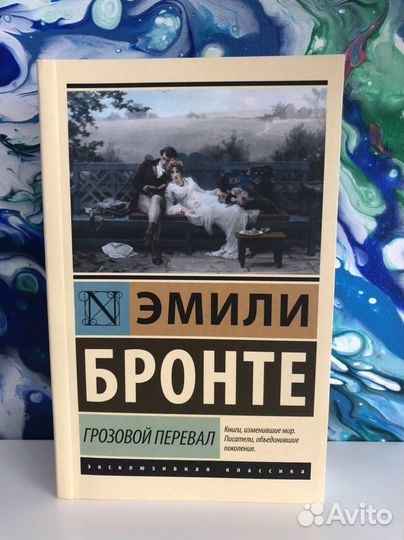 N ЭМИЛИ
БРОНТЕ
ГРОЗОВОЙ ПЕРЕВАЛ
Книги, изменившие мир.
Писатели, объединившие
поколения.
эксклюзивная классика
Avito